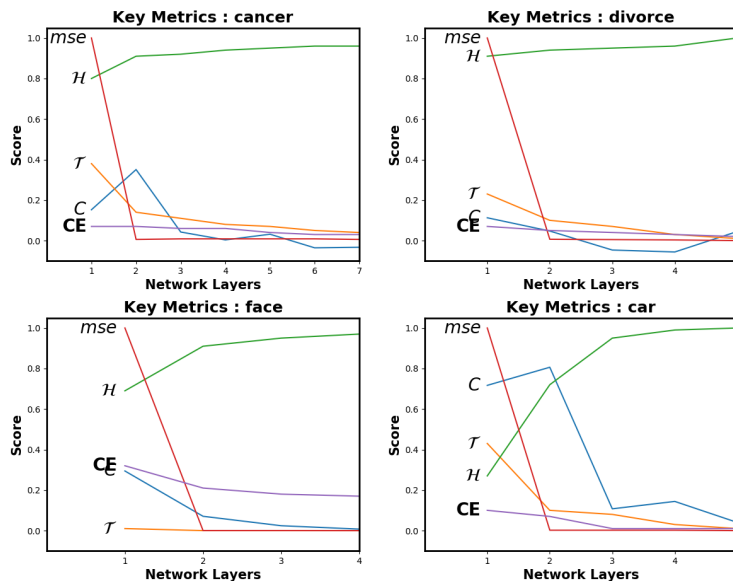 Key Metrics : cancer
Score
1.0
0.8
0.6
0.4
0.2
0.0
mse
H
T
C
CE
1 2 3 4 5 6 7
Network Layers
Key Metrics : divorce
Score
1.0
0.8
0.6
0.4
0.2
0.0
mse
H
T
C
CE
1 2 3 4
Network Layers
Key Metrics : face
Score
1.0
0.8
0.6
0.4
0.2
0.0
mse
H
CE
C
T
1 2 3 4
Network Layers
Key Metrics : car
Score
1.0
0.8
0.6
0.4
0.2
0.0
mse
C
T
H
CE
1 2 3 4
Network Layers